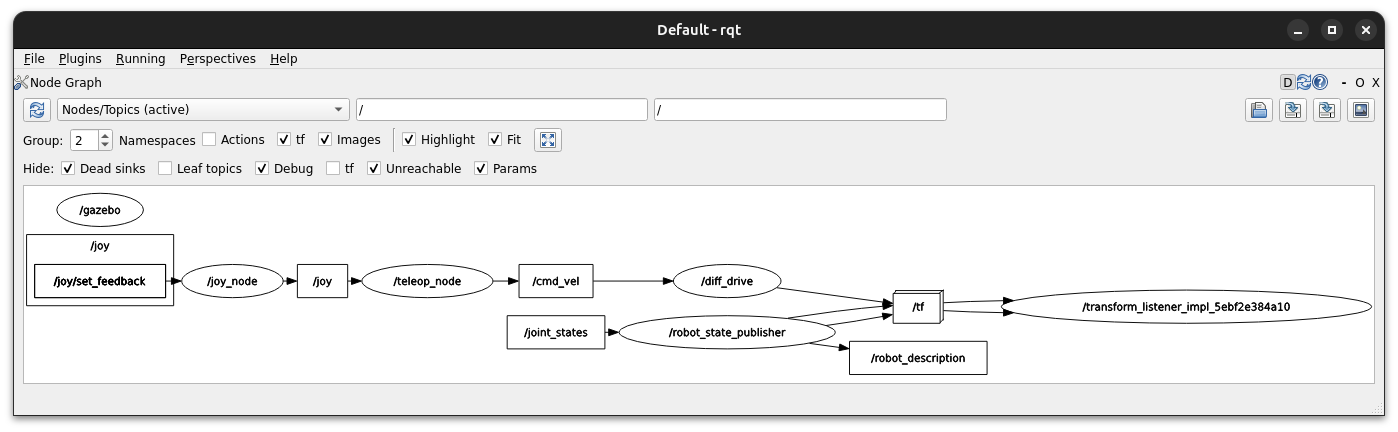 Default - rqt
File Plugins Running Perspectives Help
Node Graph D - O X
Nodes/Topics (active) / /
Group: 2 Namespaces Actions tf Images Highlight Fit
Hide: Dead sinks Leaf topics Debug tf Unreachable Params
/gazebo
/joy
/joy/set_feedback /joy_node /joy /teleop_node /cmd_vel /diff_drive
/tf /transform_listener_impl_5ebf2e384a10
/joint_states /robot_state_publisher
/robot_description